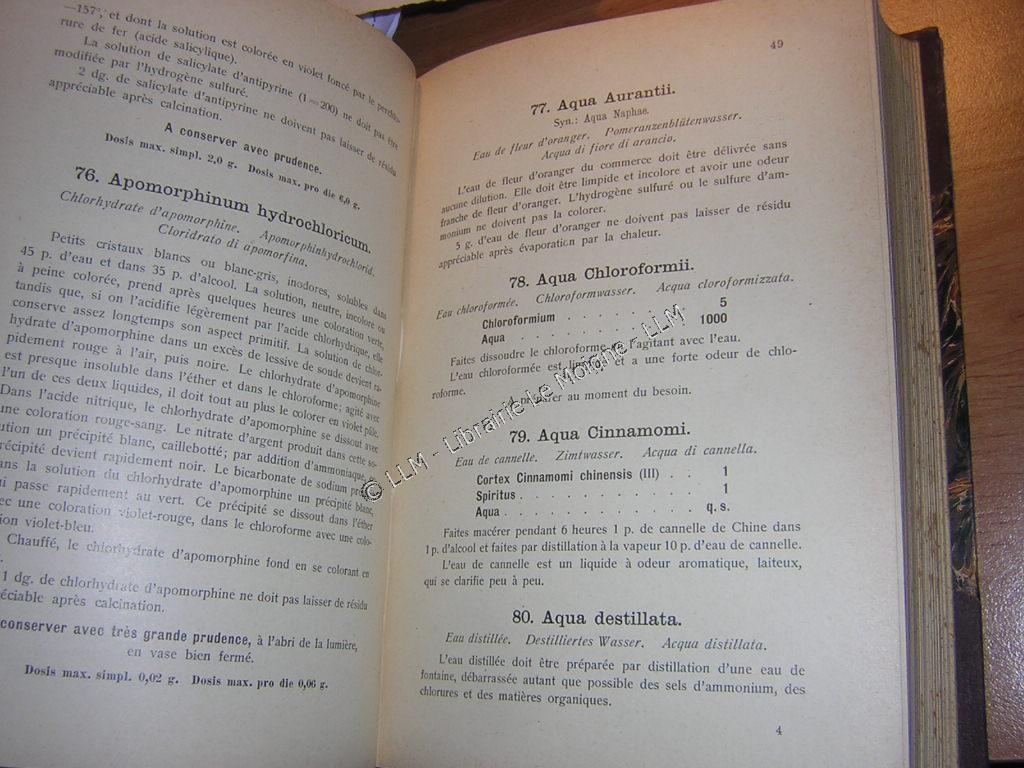 —157°, et dont la solution est colorée en violet foncé par le perchlo-
rure de fer (acide salicylique).
La solution de salicylate d'antipyrine (1=200) ne doit pas être
modifiée par l'hydrogène sulfuré.
2 dg. de salicylate d'antipyrine ne doivent pas laisser de résidu
appréciable après calcination.
A conserver avec prudence.
Dosis max. simpl. 2,0 g. Dosis max. pro die 6,0 g.
76. Apomorphinum hydrochloricum.
Chlorhydrate d'apomorphine. Apomorphinhydrochlorid.
Cloridrato di apomorfina.
Petits cristaux blancs ou blanc-gris, inodores, solubles dans
45 p. d'eau et dans 35 p. d'alcool. La solution, neutre, incolore ou
à peine colorée, prend après quelques heures une coloration verte,
tandis que, si on l'acidifie légèrement par l'acide chlorhydrique, elle
conserve assez longtemps son aspect primitif. La solution de chlor-
hydrate d'apomorphine dans un excès de lessive de soude devient ra-
pidement rouge à l'air, puis noire. Le chlorhydrate d'apomorphine
est presque insoluble dans l'éther et dans le chloroforme; agité avec
l'un de ces deux liquides, il doit tout au plus le colorer en violet pâle.
Dans l'acide nitrique, le chlorhydrate d'apomorphine se dissout avec
une coloration rouge-sang. Le nitrate d'argent produit dans cette so-
lution un précipité blanc, caillebotté; par addition d'ammoniaque,
précipité devient rapidement noir. Le bicarbonate de sodium
dans la solution du chlorhydrate d'apomorphine un précipité blanc,
ui passe rapidement au vert. Ce précipité se dissout dans l'éther
ec une coloration violet-rouge, dans le chloroforme avec une colo-
ion violet-bleu.
Chauffé, le chlorhydrate d'apomorphine fond en se colorant en
1 dg. de chlorhydrate d'apomorphine ne doit pas laisser de résidu
éciable après calcination.
conserver avec très grande prudence, à l'abri de la lumière,
en vase bien fermé.
Dosis max. simpl. 0,02 g. Dosis max. pro die 0,06 g.
49
77. Aqua Aurantii.
Syn.: Aqua Naphae.
Eau de fleur d'oranger. Pomeranzenblütenwasser.
Acqua di fiore di arancio.
L'eau de fleur d'oranger du commerce doit être délivrée sans
aucune dilution. Elle doit être limpide et incolore et avoir une odeur
franche de fleur d'oranger. L'hydrogène sulfuré ou le sulfure d'am-
monium ne doivent pas la colorer.
5 g. d'eau de fleur d'oranger ne doivent pas laisser de résidu
appréciable après évaporation par la chaleur.
78. Aqua Chloroformii.
Eau chloroformée. Chloroformwasser. Acqua cloroformizzata.
Chloroformium . . . . . . . . 5
Aqua . . . . . . . . . . . 1000
Faites dissoudre le chloroforme en l'agitant avec l'eau.
L'eau chloroformée est limpide et a une forte odeur de chlo-
roforme.
A préparer au moment du besoin.
79. Aqua Cinnamomi.
Eau de cannelle. Zimtwasser. Acqua di cannella.
Cortex Cinnamomi chinensis (III) . . 1
Spiritus . . . . . . . . . . . 1
Aqua . . . . . . . . . . . . q. s.
Faites macérer pendant 6 heures 1 p. de cannelle de Chine dans
1 p. d'alcool et faites par distillation à la vapeur 10 p. d'eau de cannelle.
L'eau de cannelle est un liquide à odeur aromatique, laiteux,
qui se clarifie peu à peu.
80. Aqua destillata.
Eau distillée. Destilliertes Wasser. Acqua distillata.
L'eau distillée doit être préparée par distillation d'une eau de
fontaine, débarrassée autant que possible des sels d'ammonium, des
chlorures et des matières organiques.
4
© LLM - Librairie Le Moigne - LLM